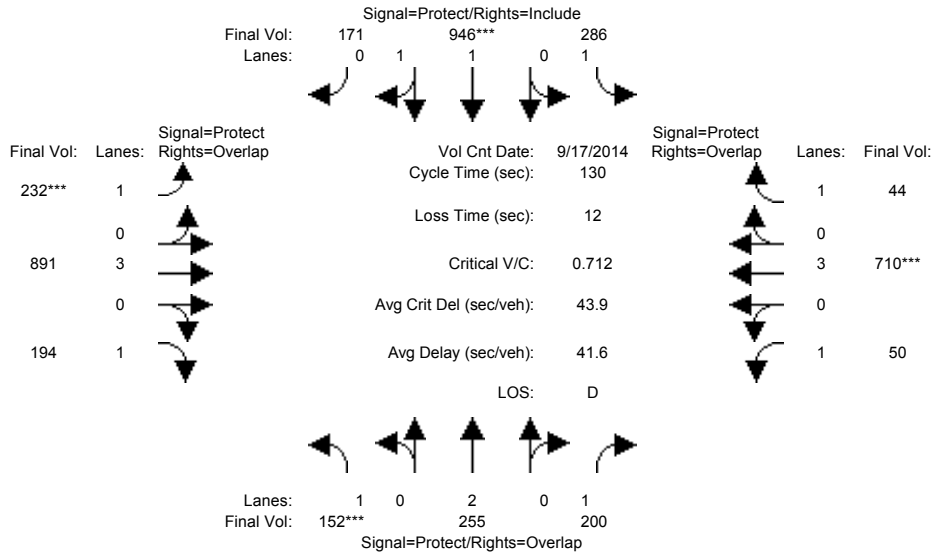 Signal=Protect/Rights=Include
Final Vol: 171 946*** 286
Lanes: 0 1 1 0 1
Signal=Protect Signal=Protect
Final Vol: Lanes: Rights=Overlap Vol Cnt Date: 9/17/2014 Rights=Overlap Lanes: Final Vol:
Cycle Time (sec): 130
232*** 1 1 44
Loss Time (sec): 12
0 0
891 3 Critical V/C: 0.712 3 710***
0 Avg Crit Del (sec/veh): 43.9 0
194 1 Avg Delay (sec/veh): 41.6 1 50
LOS: D
Lanes: 1 0 2 0 1
Final Vol: 152*** 255 200
Signal=Protect/Rights=Overlap